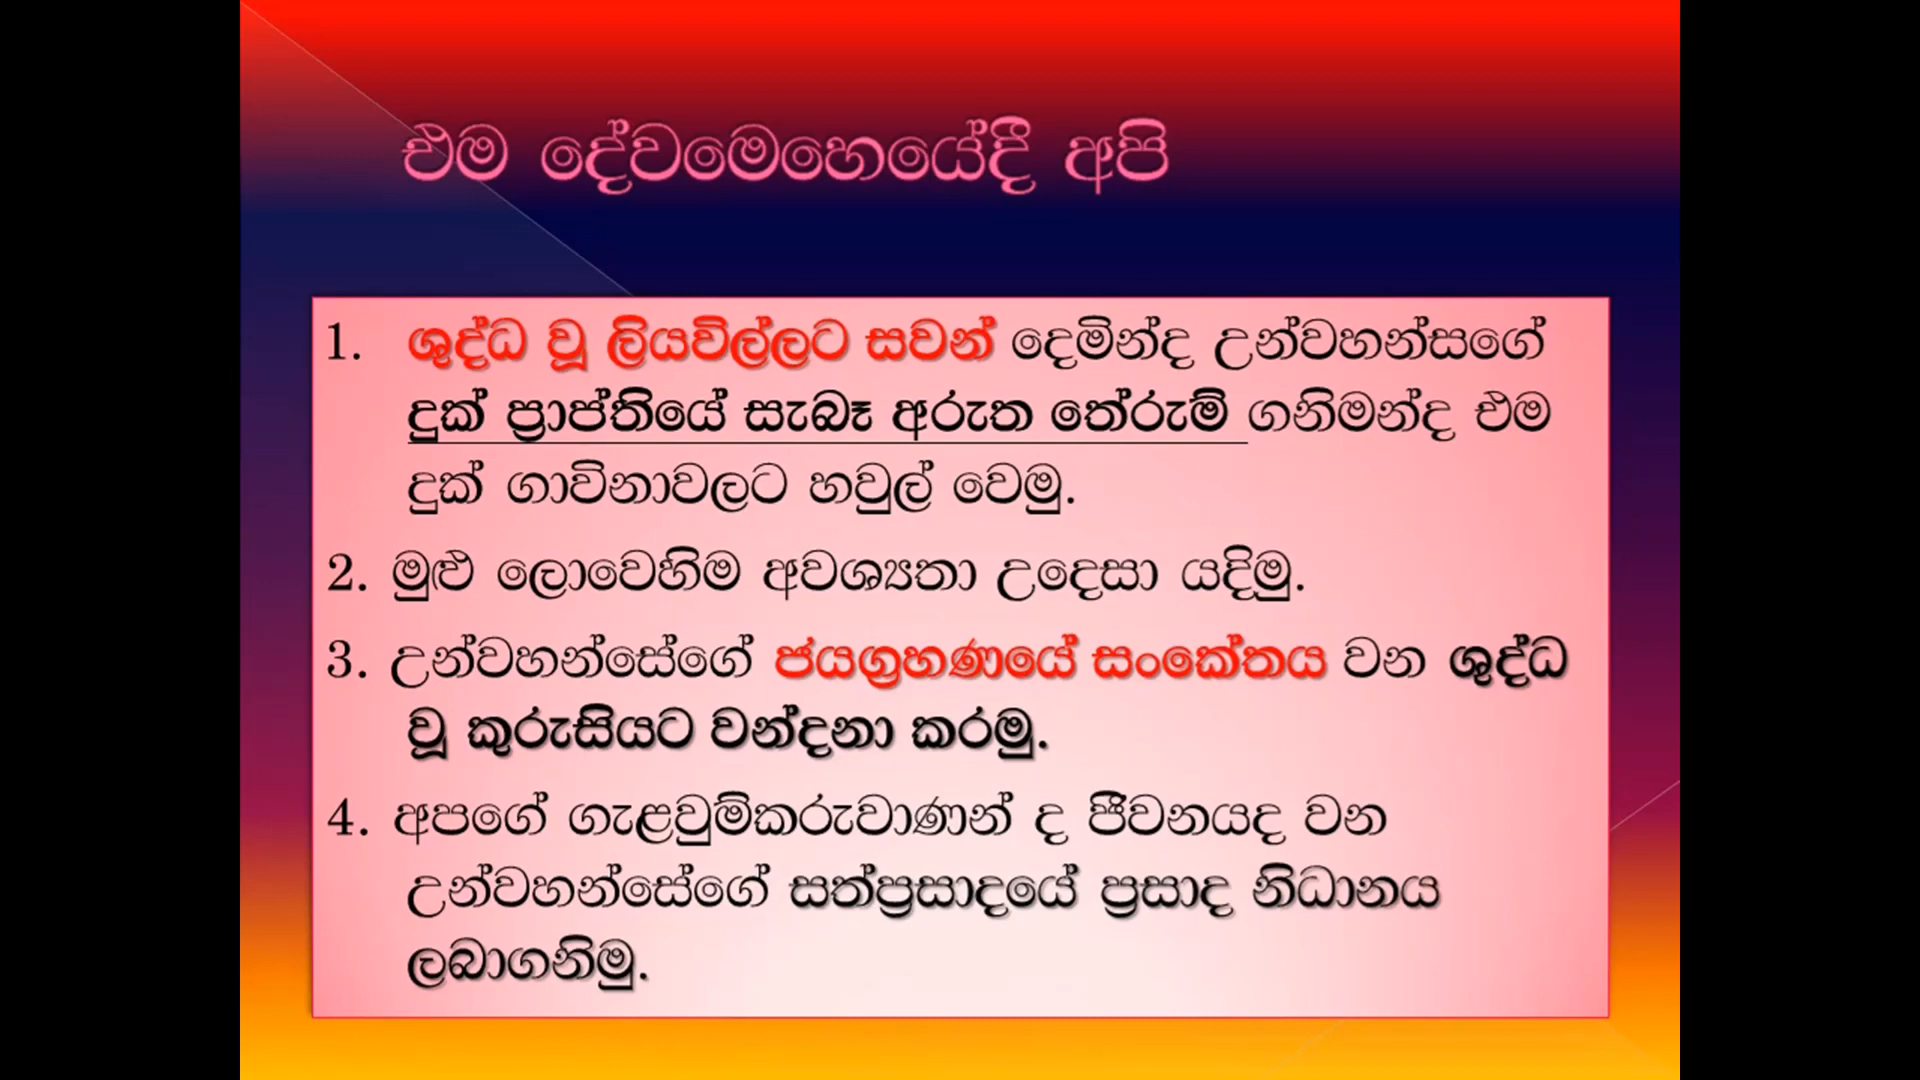 එම දේවමෙහෙයේදී අපි
1. ශුද්ධ වූ ලියවිල්ලට සවන් දෙමින්ද උන්වහන්සගේ
දුක් ප්‍රාප්තියේ සැබෑ අරුත තේරුම් ගනිමන්ද එම
දුක් ගාවිනාවලට හවුල් වෙමු.
2. මුළු ලොවෙහිම අවශ්‍යතා උදෙසා යදිමු.
3. උන්වහන්සේගේ ජයග්‍රහණයේ සංකේතය වන ශුද්ධ
වූ කුරුසියට වන්දනා කරමු.
4. අපගේ ගැළවුම්කරුවාණන් ද ජීවනයද වන
උන්වහන්සේගේ සත්ප්‍රසාදයේ ප්‍රසාද නිධානය
ලබාගනිමු.